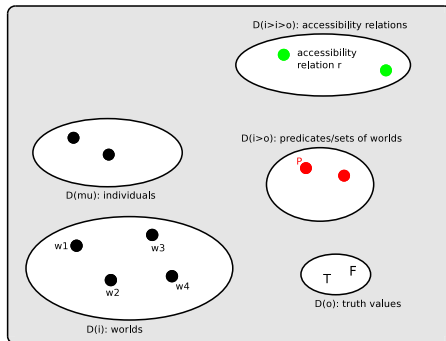 D(i>i>o): accessibility relations
accessibility
relation r
D(i>o): predicates/sets of worlds
P
D(mu): individuals
w1
w3
w2
w4
D(i): worlds
T
F
D(o): truth values